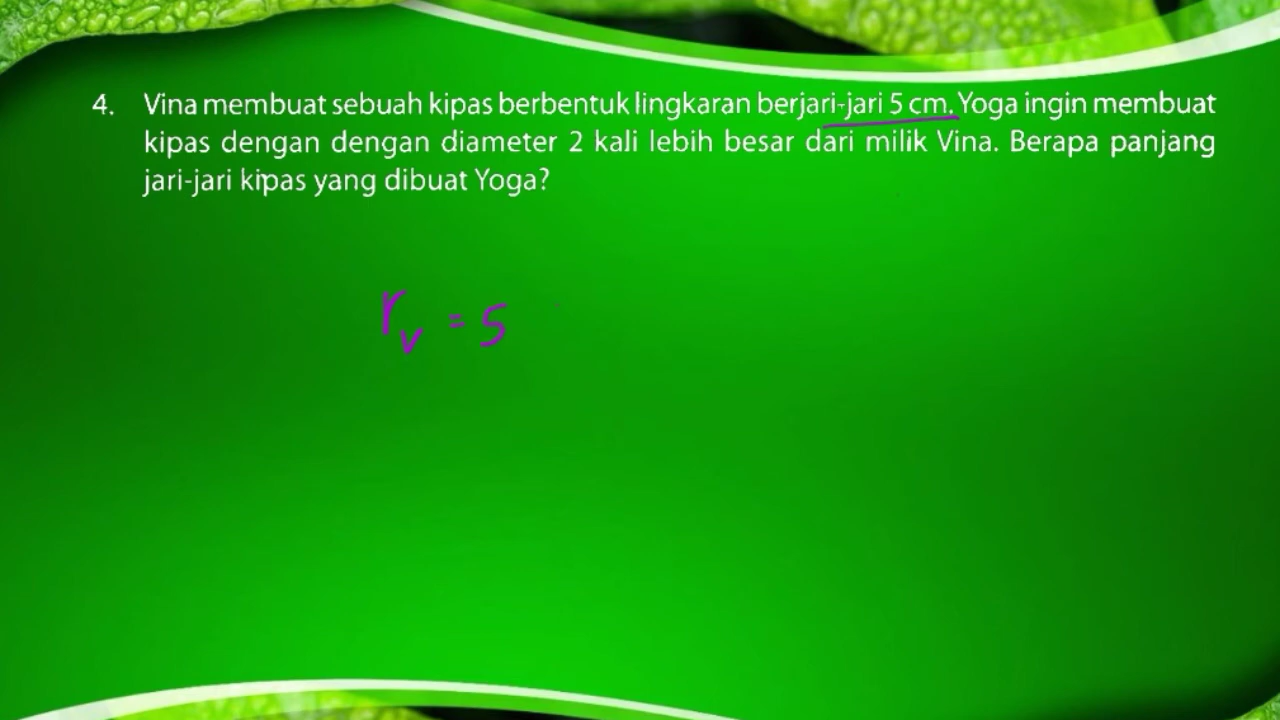 4. Vina membuat sebuah kipas berbentuk lingkaran berjari-jari 5 cm. Yoga ingin membuat
kipas dengan dengan diameter 2 kali lebih besar dari milik Vina. Berapa panjang
jari-jari kipas yang dibuat Yoga?
r_v = 5